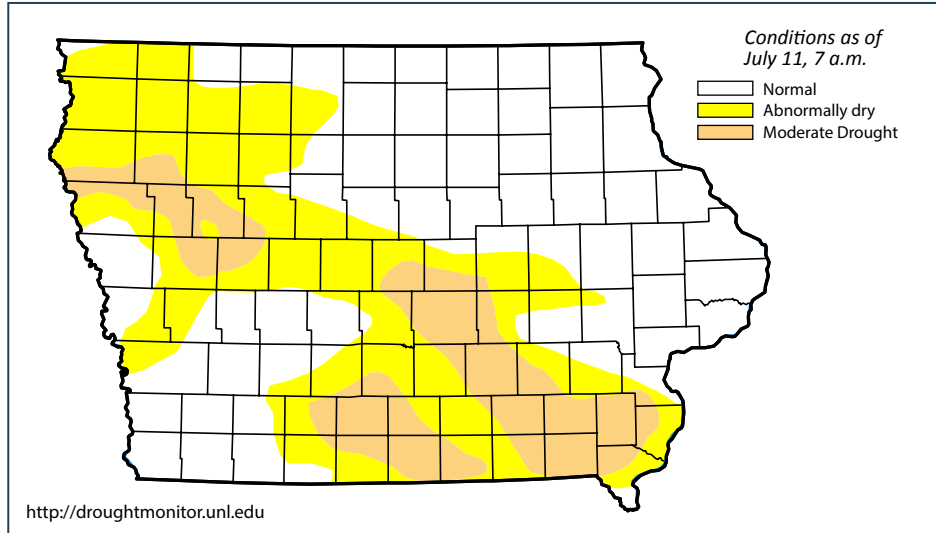 Conditions as of
July 11, 7 a.m.
Normal
Abnormally dry
Moderate Drought
http://droughtmonitor.unl.edu